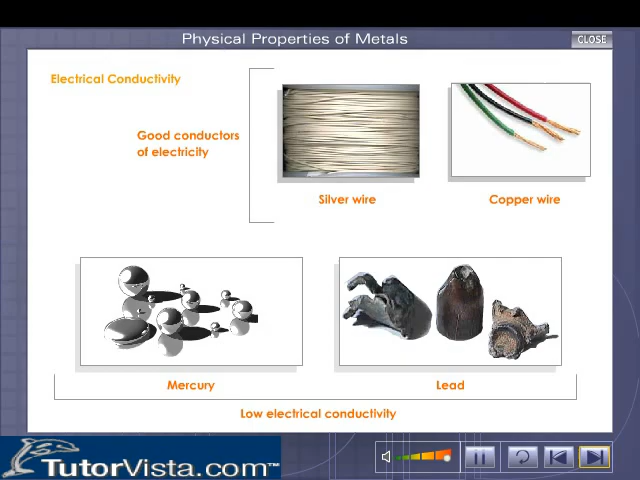 Physical Properties of Metals
CLOSE
Electrical Conductivity
Good conductors
of electricity
Silver wire
Copper wire
Mercury
Lead
Low electrical conductivity
TutorVista.com™